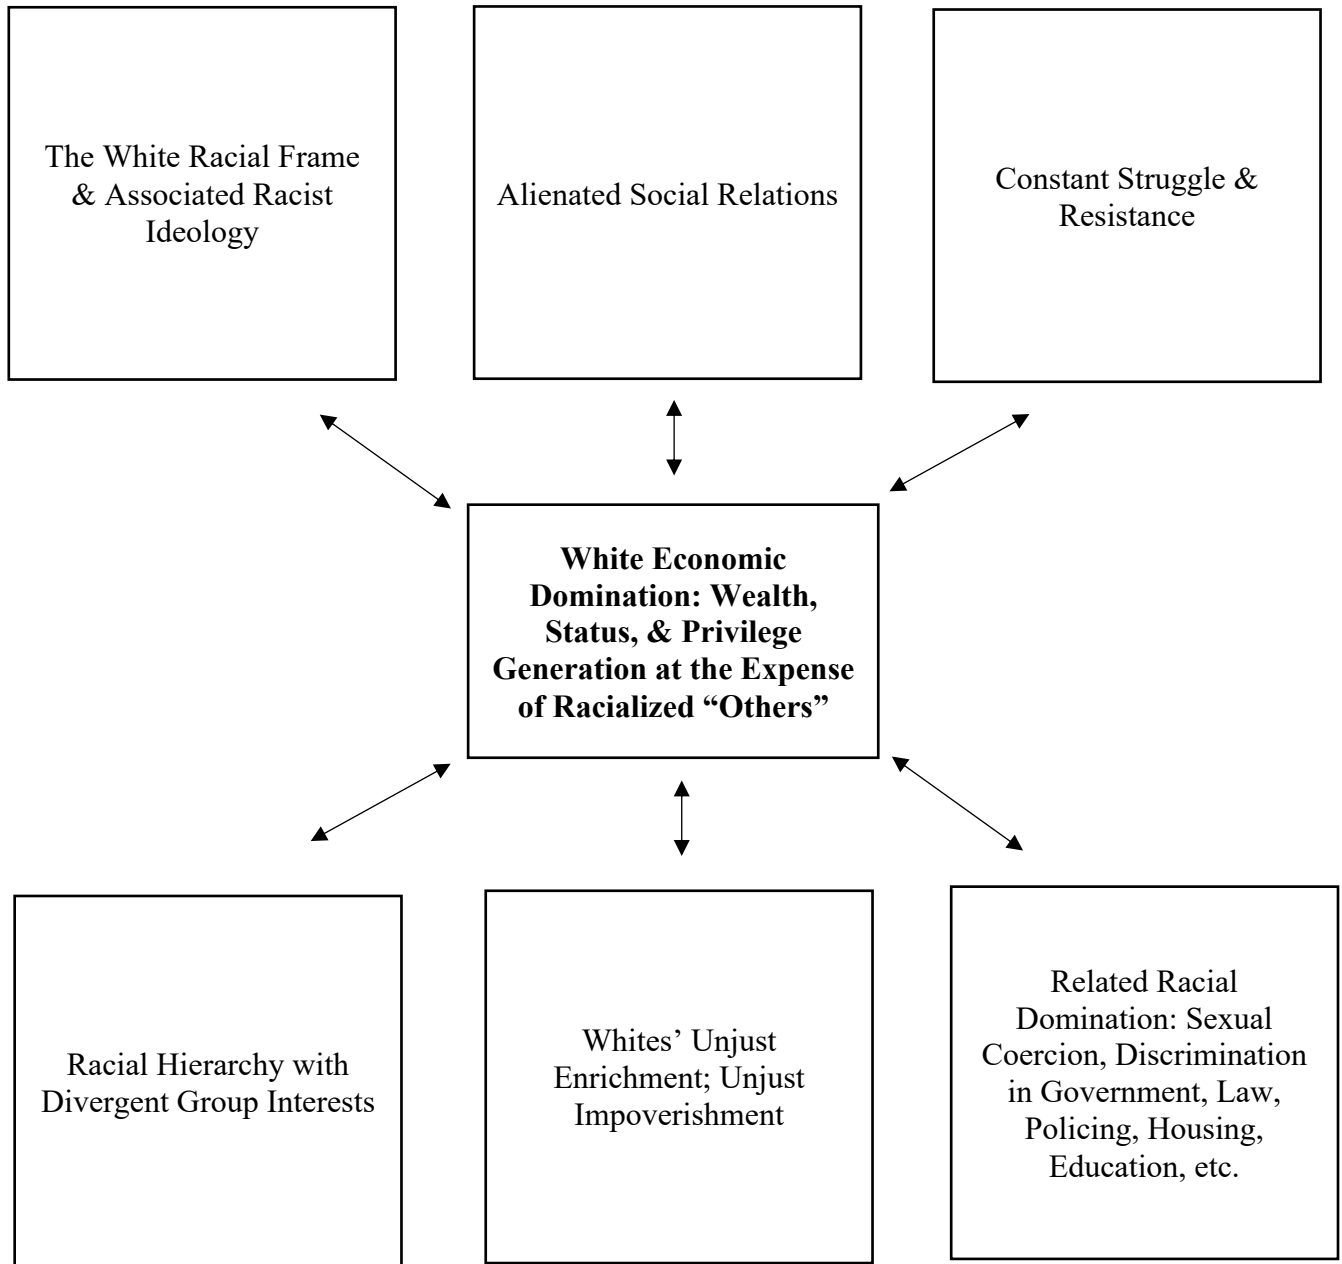 The White Racial Frame
& Associated Racist
Ideology
Alienated Social Relations
Constant Struggle &
Resistance
White Economic
Domination: Wealth,
Status, & Privilege
Generation at the Expense
of Racialized “Others”
Racial Hierarchy with
Divergent Group Interests
Whites’ Unjust
Enrichment; Unjust
Impoverishment
Related Racial
Domination: Sexual
Coercion, Discrimination
in Government, Law,
Policing, Housing,
Education, etc.